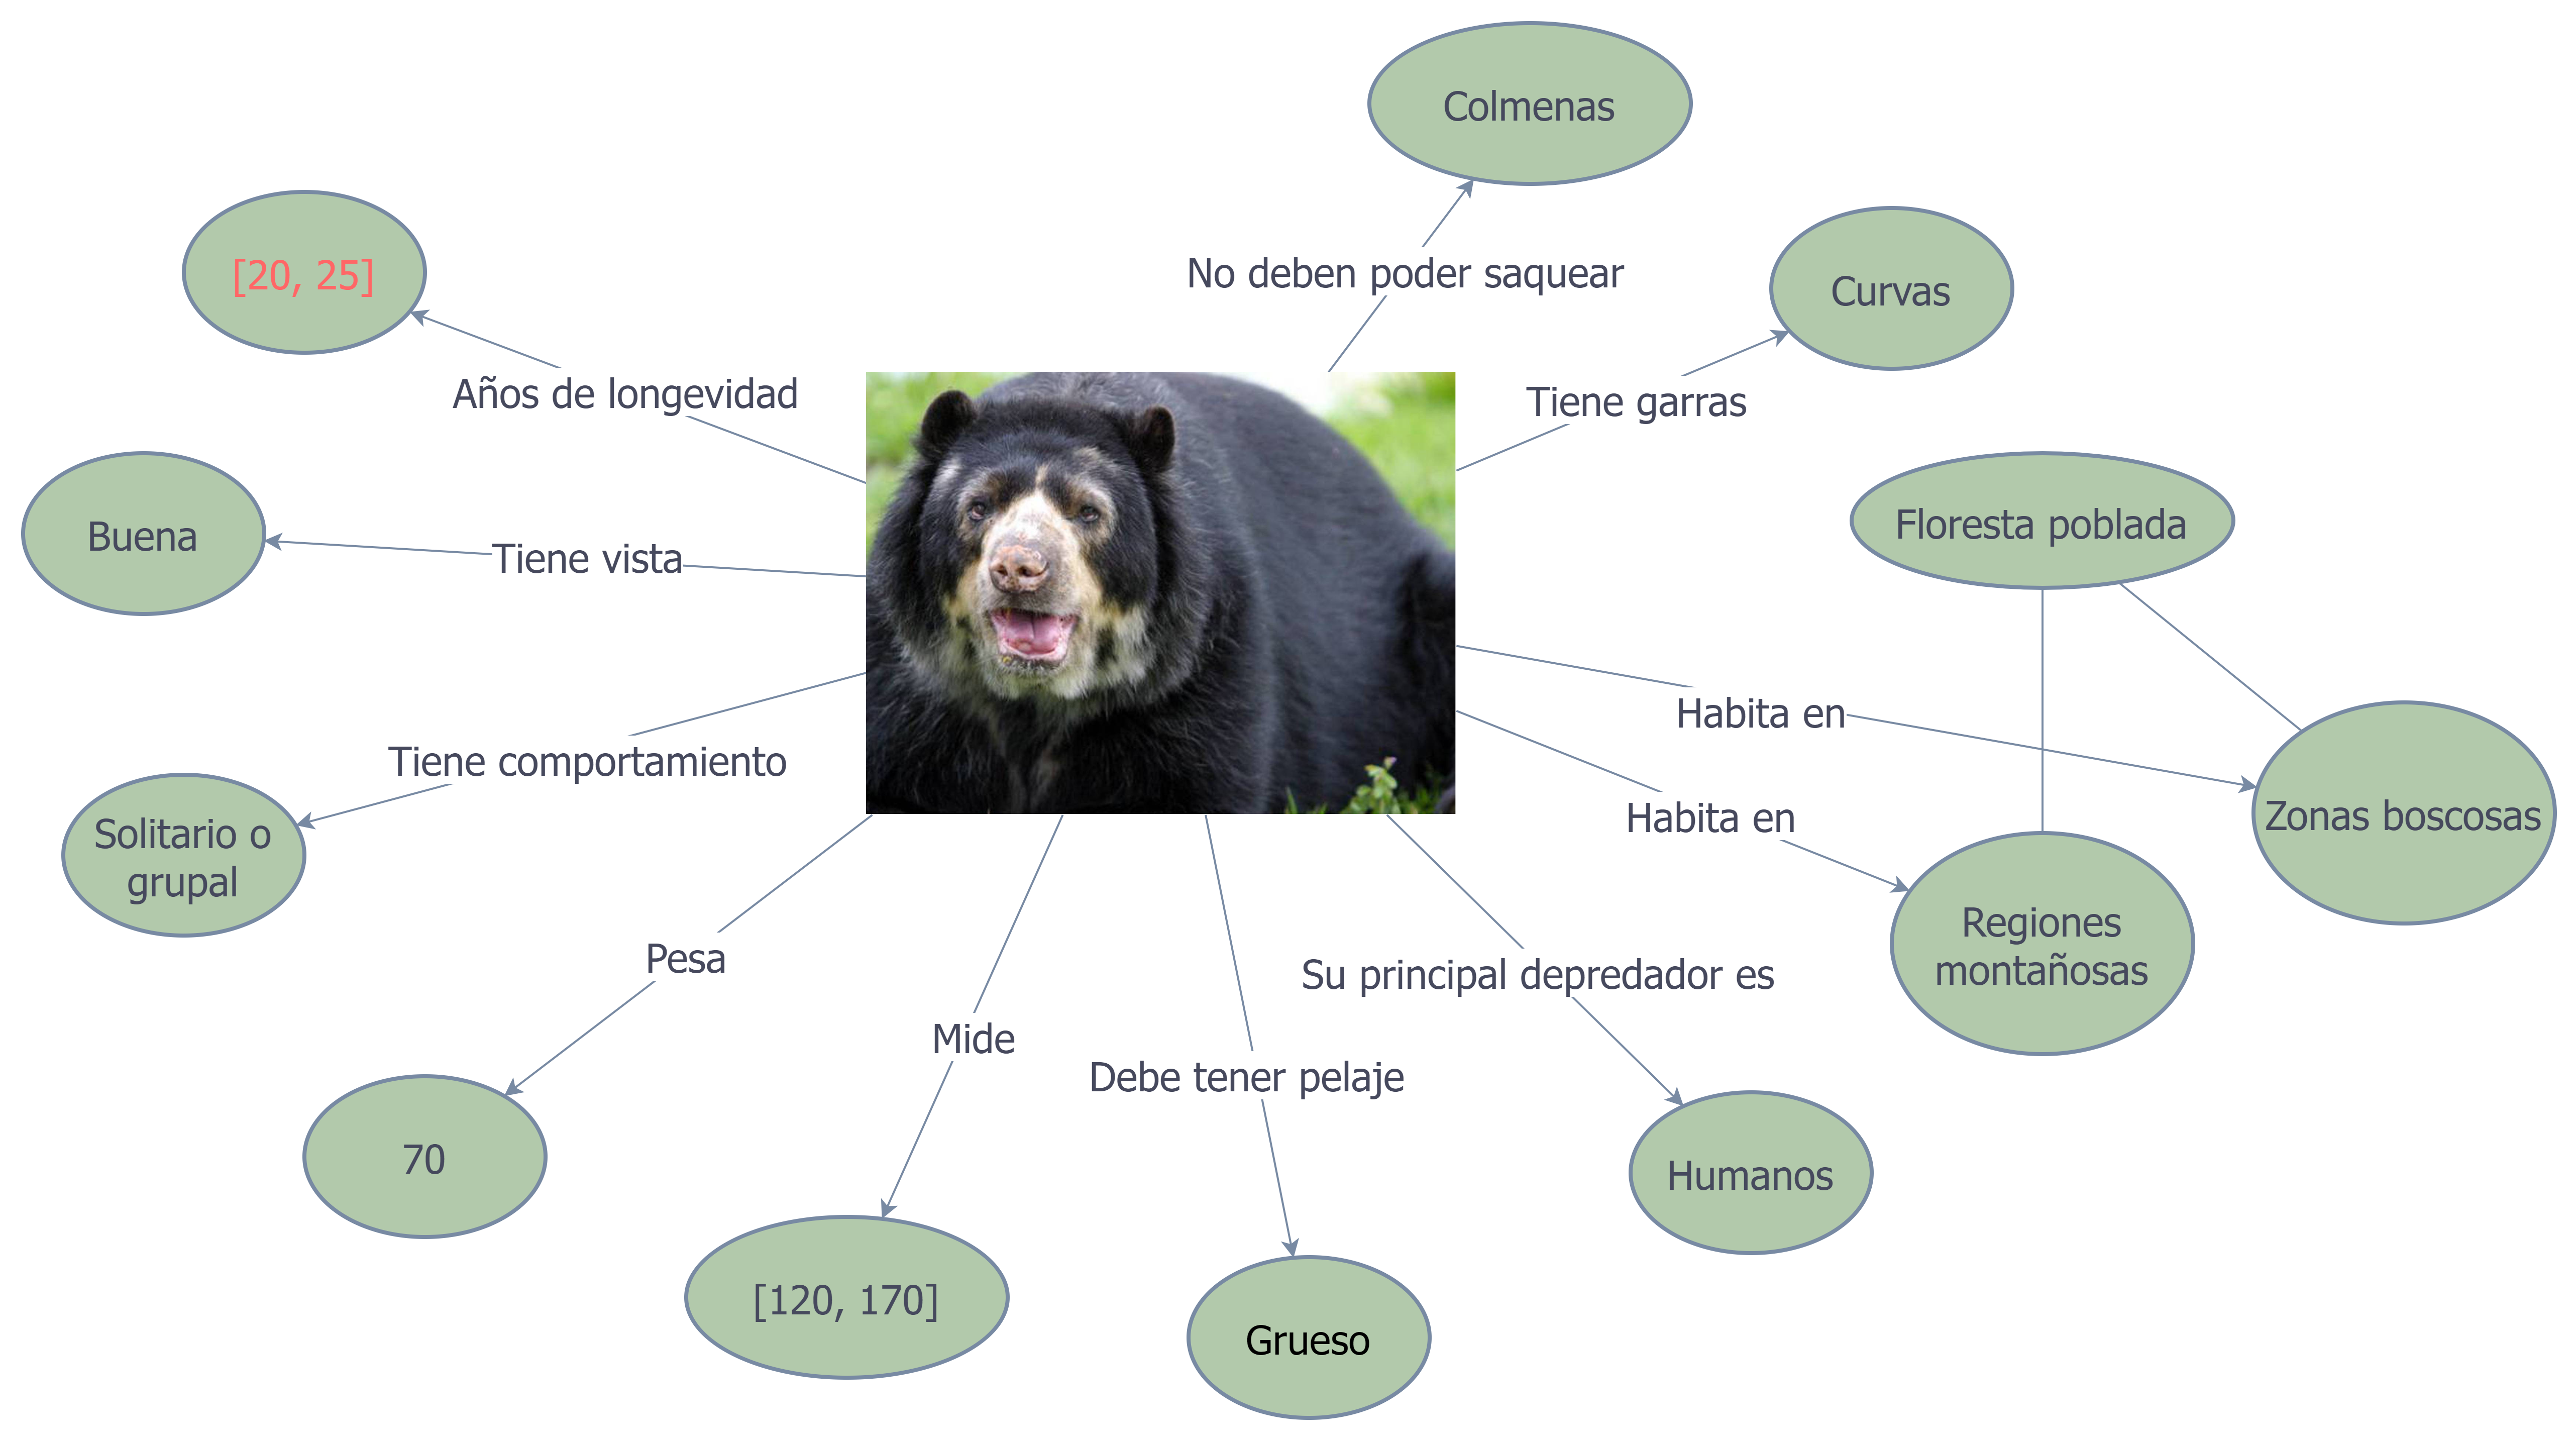 Colmenas
[20, 25]
No deben poder saquear
Curvas
Años de longevidad
Tiene garras
Buena
Tiene vista
Floresta poblada
Habita en
Tiene comportamiento
Zonas boscosas
Habita en
Solitario o
grupal
Regiones
montañosas
Pesa
Su principal depredador es
Mide
Debe tener pelaje
70
Humanos
[120, 170]
Grueso